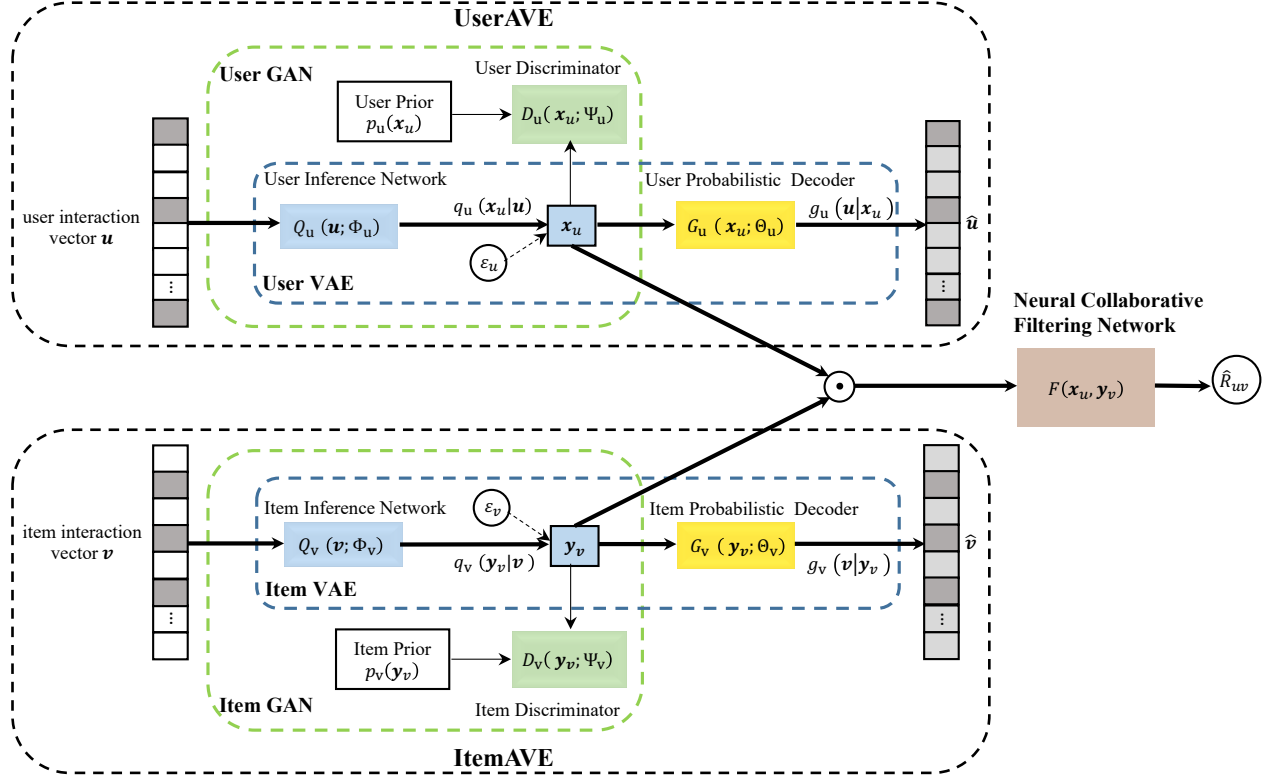 UserAVE
User GAN
User Discriminator
User Prior
p_u(x_u)
D_u( x_u; Ψ_u)
User Inference Network
User Probabilistic Decoder
user interaction
vector u
Q_u (u; Φ_u)
q_u (x_u|u)
x_u
G_u ( x_u; Θ_u)
g_u (u|x_u)
û
ε_u
User VAE
⋮
⋮
Neural Collaborative
Filtering Network
F(x_u, y_v)
R̂_uv
item interaction
vector v
Item Inference Network
ε_v
Item Probabilistic Decoder
Q_v (v; Φ_v)
q_v (y_v|v)
y_v
G_v ( y_v; Θ_v)
g_v (v|y_v)
v̂
Item VAE
⋮
⋮
Item Prior
p_v(y_v)
D_v( y_v; Ψ_v)
Item GAN
Item Discriminator
ItemAVE